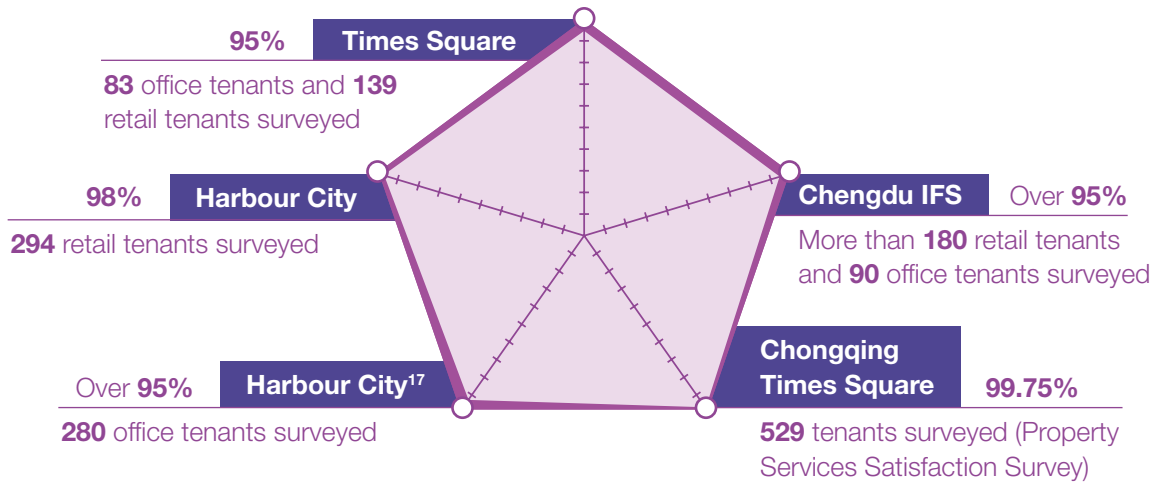 95% Times Square
83 office tenants and 139
retail tenants surveyed
98% Harbour City
294 retail tenants surveyed
Chengdu IFS Over 95%
More than 180 retail tenants
and 90 office tenants surveyed
Over 95% Harbour City17
280 office tenants surveyed
Chongqing
Times Square 99.75%
529 tenants surveyed (Property
Services Satisfaction Survey)